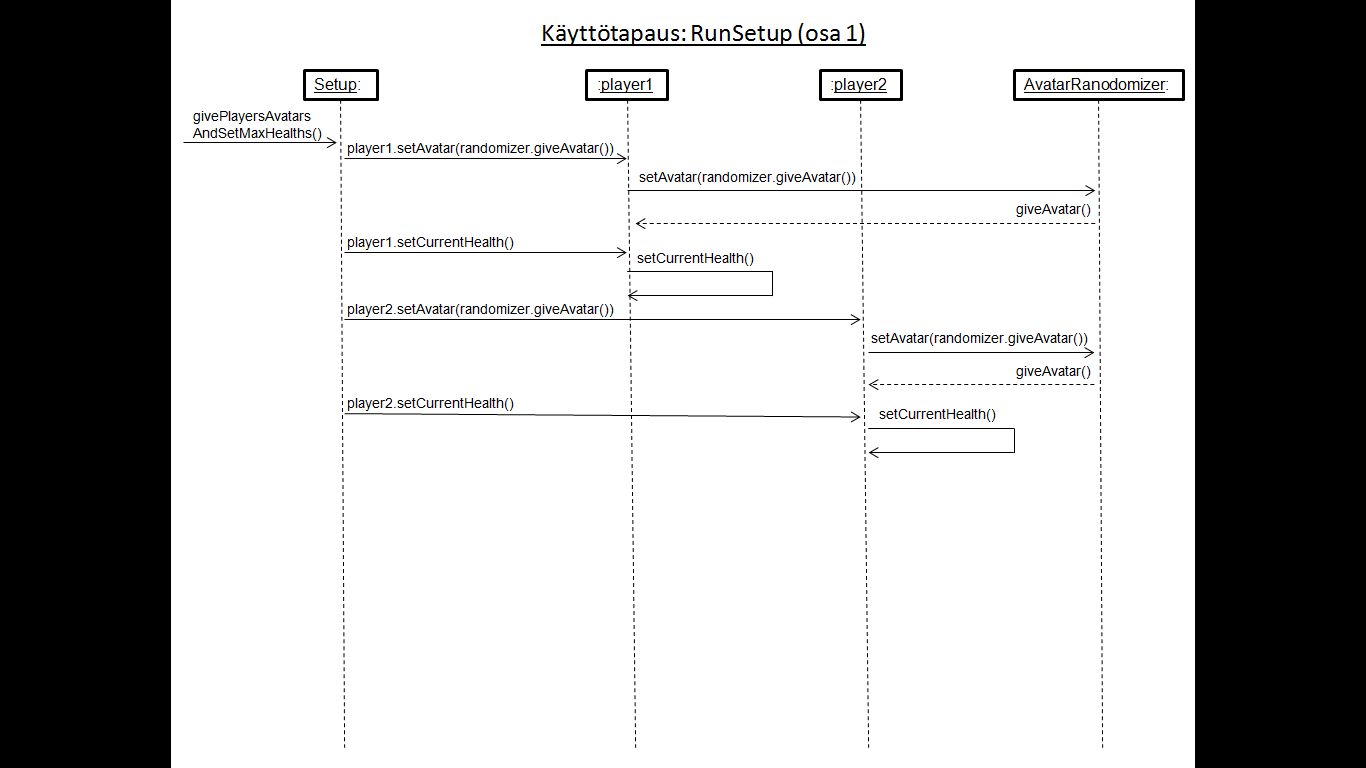 Käyttötapaus: RunSetup (osa 1)
Setup:
:player1
:player2
AvatarRanodomizer:
givePlayersAvatars
AndSetMaxHealths()
player1.setAvatar(randomizer.giveAvatar())
setAvatar(randomizer.giveAvatar())
giveAvatar()
player1.setCurrentHealth()
setCurrentHealth()
player2.setAvatar(randomizer.giveAvatar())
setAvatar(randomizer.giveAvatar())
giveAvatar()
player2.setCurrentHealth()
setCurrentHealth()